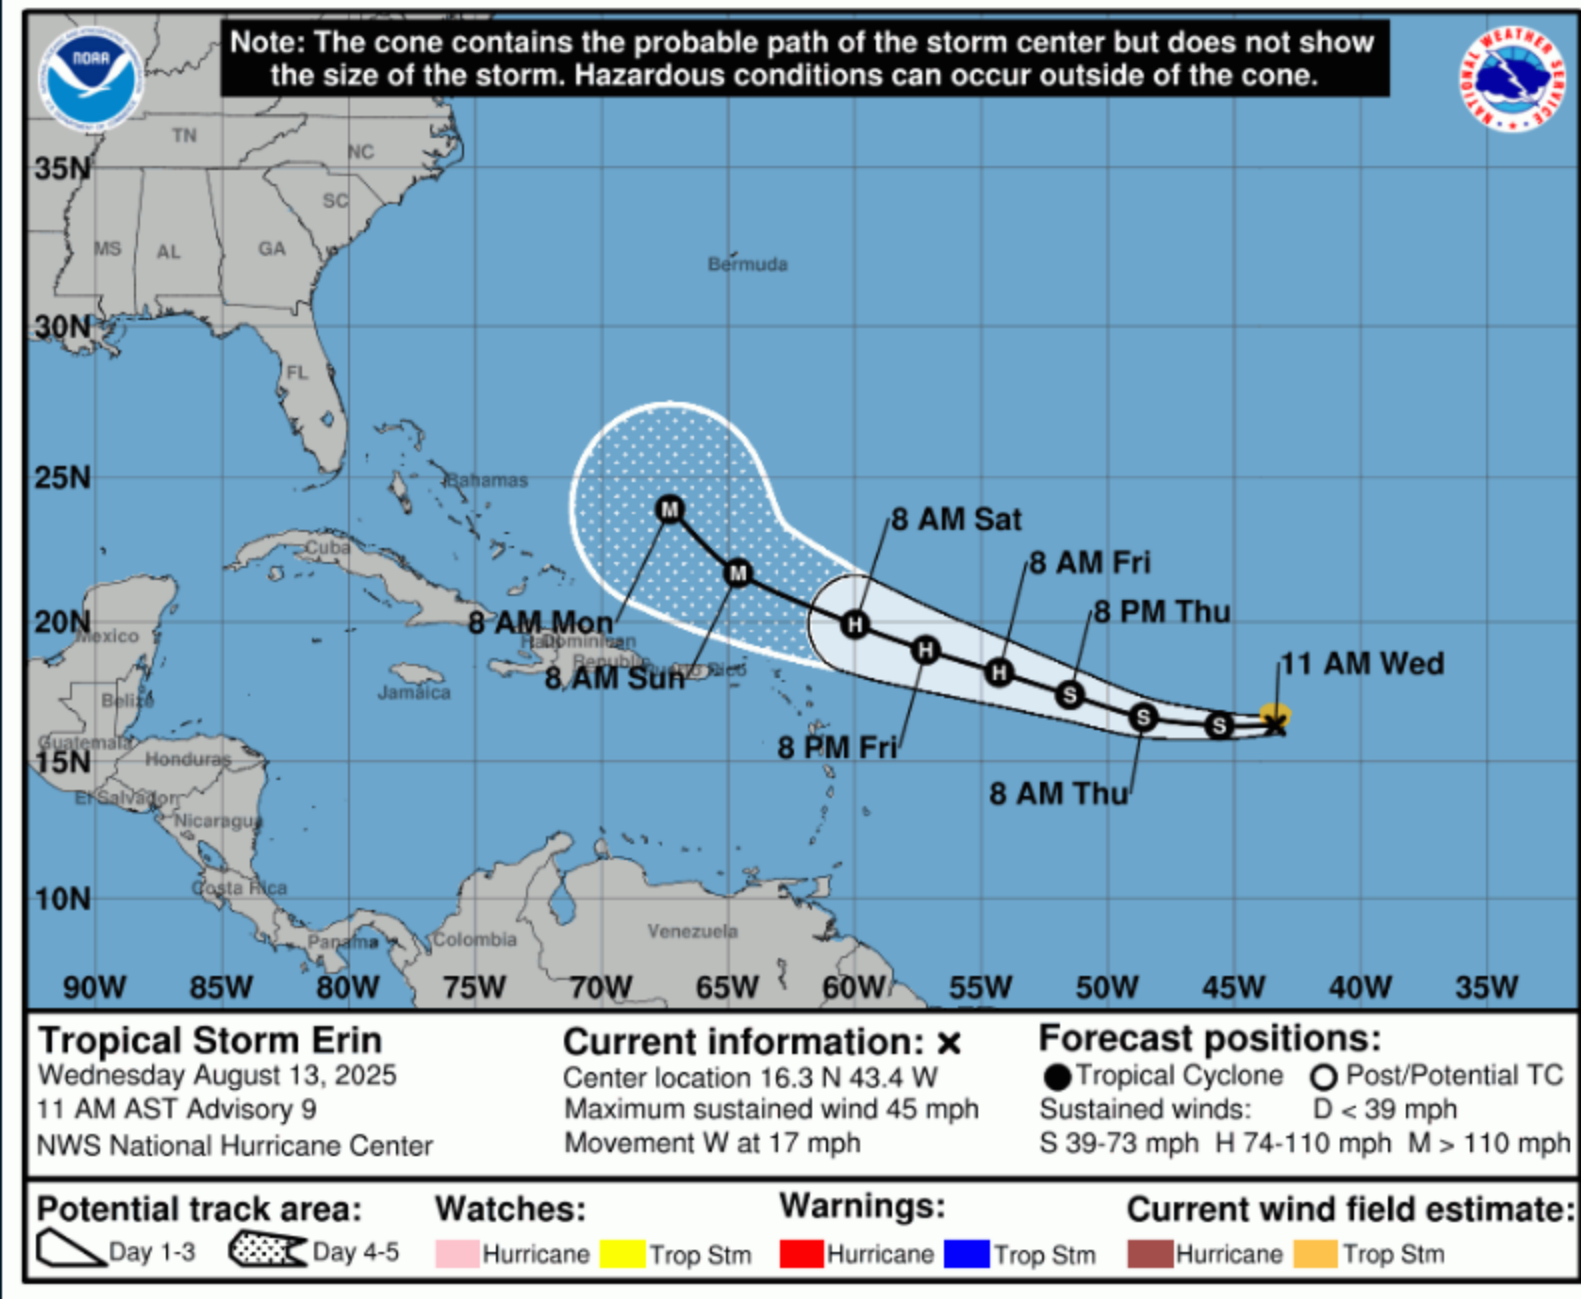 Note: The cone contains the probable path of the storm center but does not show
the size of the storm. Hazardous conditions can occur outside of the cone.
NOAA
NATIONAL WEATHER SERVICE
TN
NC
35N
SC
MS
AL
GA
Bermuda
30N
FL
25N
Bahamas
8 AM Sat
Cuba
8 AM Fri
8 PM Thu
20N
8 AM Mon
Mexico
Haiti
Dominican
Republic
Puerto Rico
11 AM Wed
8 AM Sun
Jamaica
Belize
Guatemala
8 PM Fri
15N
Honduras
8 AM Thu
El Salvador
Nicaragua
Costa Rica
10N
Panama
Colombia
Venezuela
M
M
H
H
H
S
S
S
90W 85W 80W 75W 70W 65W 60W 55W 50W 45W 40W 35W
Tropical Storm Erin
Wednesday August 13, 2025
11 AM AST Advisory 9
NWS National Hurricane Center
Current information: ×
Center location 16.3 N 43.4 W
Maximum sustained wind 45 mph
Movement W at 17 mph
Forecast positions:
Tropical Cyclone Post/Potential TC
Sustained winds: D < 39 mph
S 39-73 mph H 74-110 mph M > 110 mph
Potential track area:
Day 1-3 Day 4-5
Watches:
Hurricane Trop Stm
Warnings:
Hurricane Trop Stm
Current wind field estimate:
Hurricane Trop Stm